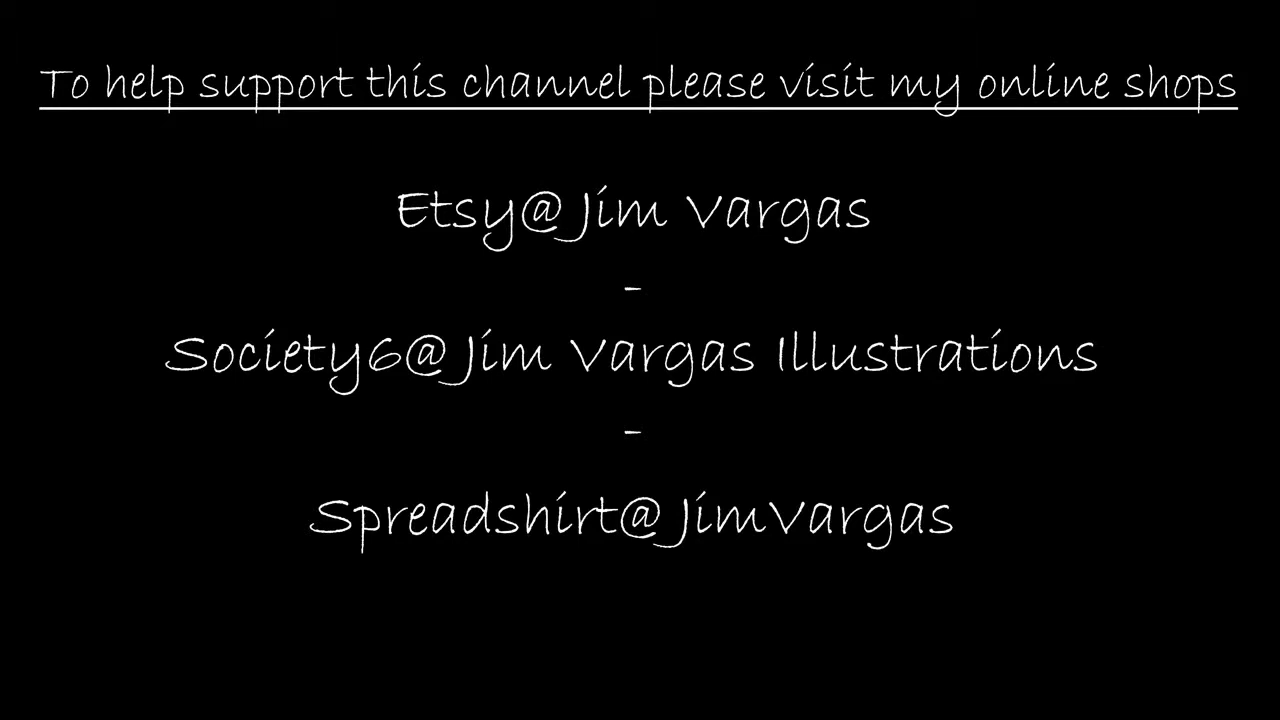 To help support this channel please visit my online shops
Etsy@Jim Vargas
-
Society6@Jim Vargas Illustrations
-
Spreadshirt@JimVargas